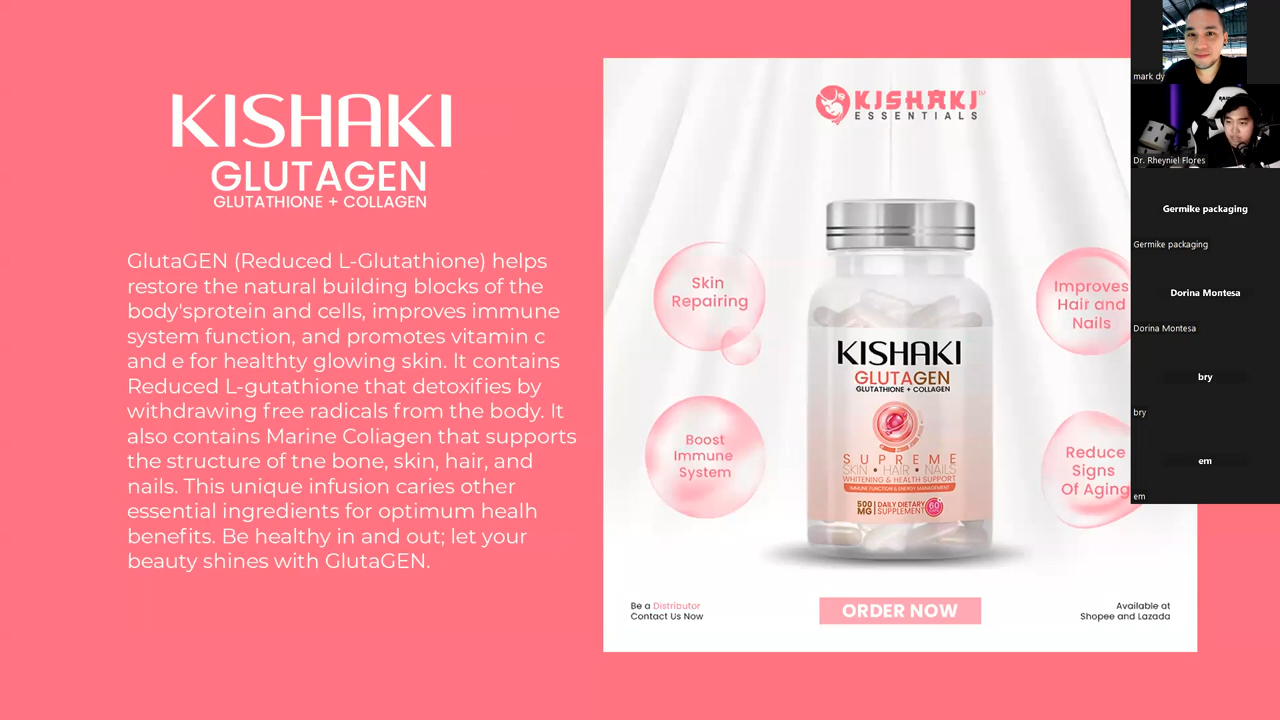 KISHAKI
GLUTAGEN
GLUTATHIONE + COLLAGEN
GlutaGEN (Reduced L-Glutathione) helps
restore the natural building blocks of the
body'sprotein and cells, improves immune
system function, and promotes vitamin c
and e for healthty glowing skin. It contains
Reduced L-gutathione that detoxifies by
withdrawing free radicals from the body. It
also contains Marine Coliagen that supports
the structure of tne bone, skin, hair, and
nails. This unique infusion caries other
essential ingredients for optimum healh
benefits. Be healthy in and out; let your
beauty shines with GlutaGEN.
KISHAKI
ESSENTIALS
Skin
Repairing
Boost
Immune
System
Improves
Hair and
Nails
Reduce
Signs
Of Aging
KISHAKI
GLUTAGEN
GLUTATHIONE + COLLAGEN
SUPREME
SKIN • HAIR • NAILS
WHITENING & HEALTH SUPPORT
IMMUNE FUNCTION & ENERGY MANAGEMENT
500
MG
DAILY DIETARY
SUPPLEMENT
60
Be a Distributor
Contact Us Now
ORDER NOW
Available at
Shopee and Lazada
mark dy
Dr. Rheyniel Flores
Germike packaging
Germike packaging
Dorina Montesa
Dorina Montesa
bry
bry
em
em